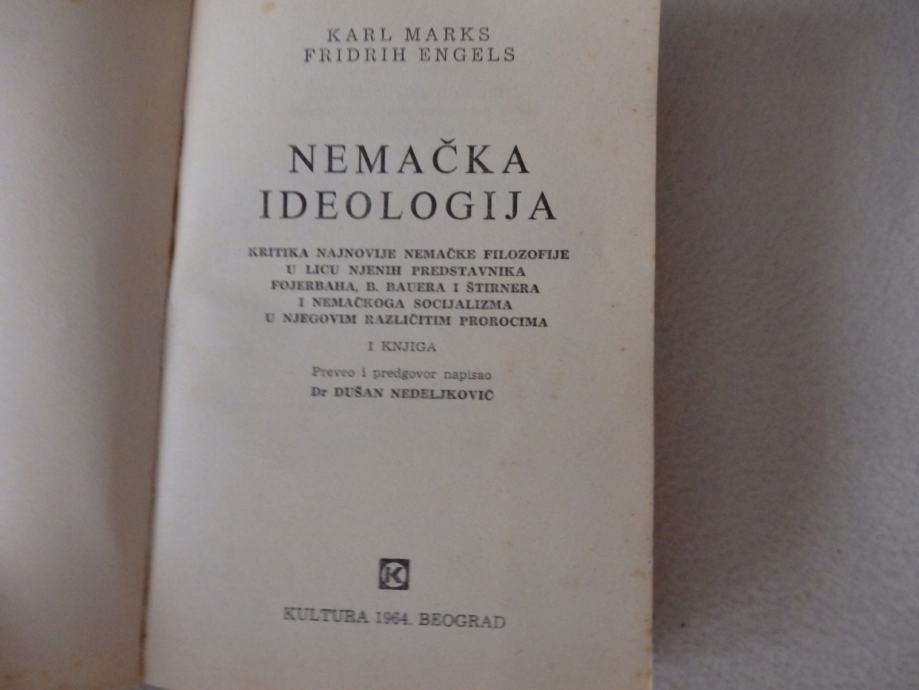 KARL MARKS
FRIDRIH ENGELS
NEMAČKA
IDEOLOGIJA
KRITIKA NAJNOVIJE NEMAČKE FILOZOFIJE
U LICU NJENIH PREDSTAVNIKA
FOJERBAHA, B. BAUERA I ŠTIRNERA
I NEMAČKOGA SOCIJALIZMA
U NJEGOVIM RAZLIČITIM PROROCIMA
I KNJIGA
Preveo i predgovor napisao
Dr DUŠAN NEDELJKOVIĆ
K
KULTURA 1964. BEOGRAD